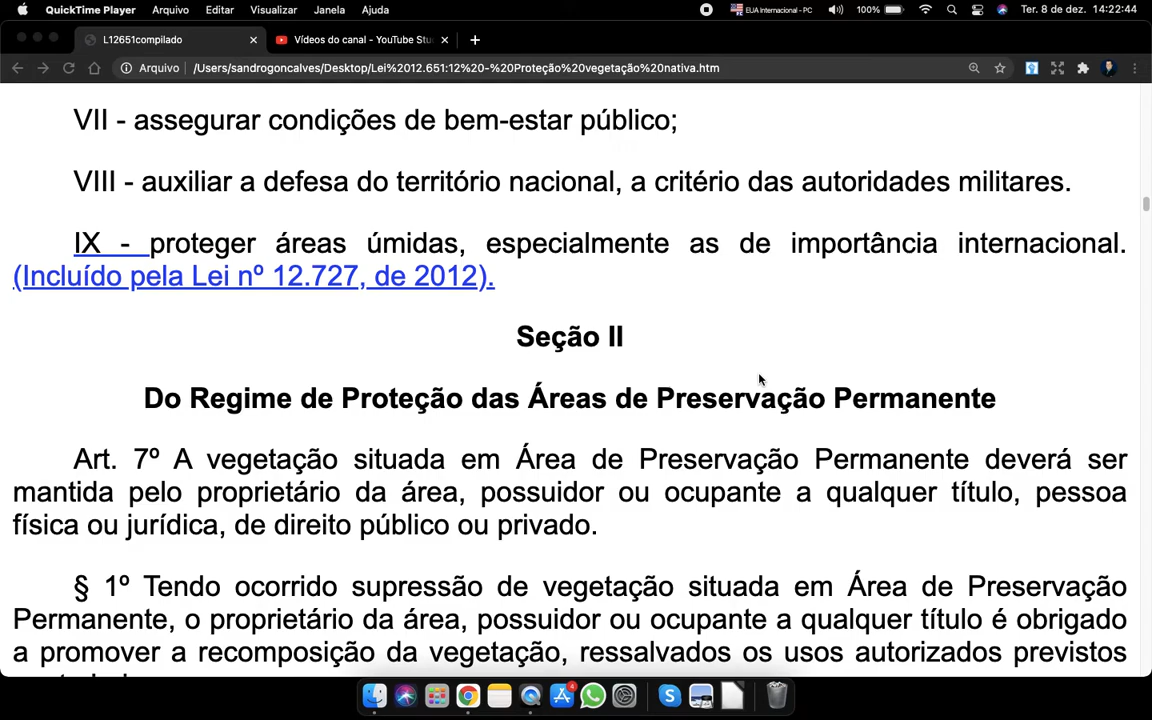 QuickTime Player Arquivo Editar Visualizar Janela Ajuda EUA Internacional - PC 100% Ter. 8 de dez. 14:22:44
L12651compilado Vídeos do canal - YouTube Stu
Arquivo /Users/sandrogoncalves/Desktop/Lei%2012.651:12%20-%20Proteção%20vegetação%20nativa.htm
VII - assegurar condições de bem-estar público;
VIII - auxiliar a defesa do território nacional, a critério das autoridades militares.
IX - proteger áreas úmidas, especialmente as de importância internacional.
(Incluído pela Lei nº 12.727, de 2012).
Seção II
Do Regime de Proteção das Áreas de Preservação Permanente
Art. 7º A vegetação situada em Área de Preservação Permanente deverá ser
mantida pelo proprietário da área, possuidor ou ocupante a qualquer título, pessoa
física ou jurídica, de direito público ou privado.
§ 1º Tendo ocorrido supressão de vegetação situada em Área de Preservação
Permanente, o proprietário da área, possuidor ou ocupante a qualquer título é obrigado
a promover a recomposição da vegetação, ressalvados os usos autorizados previstos